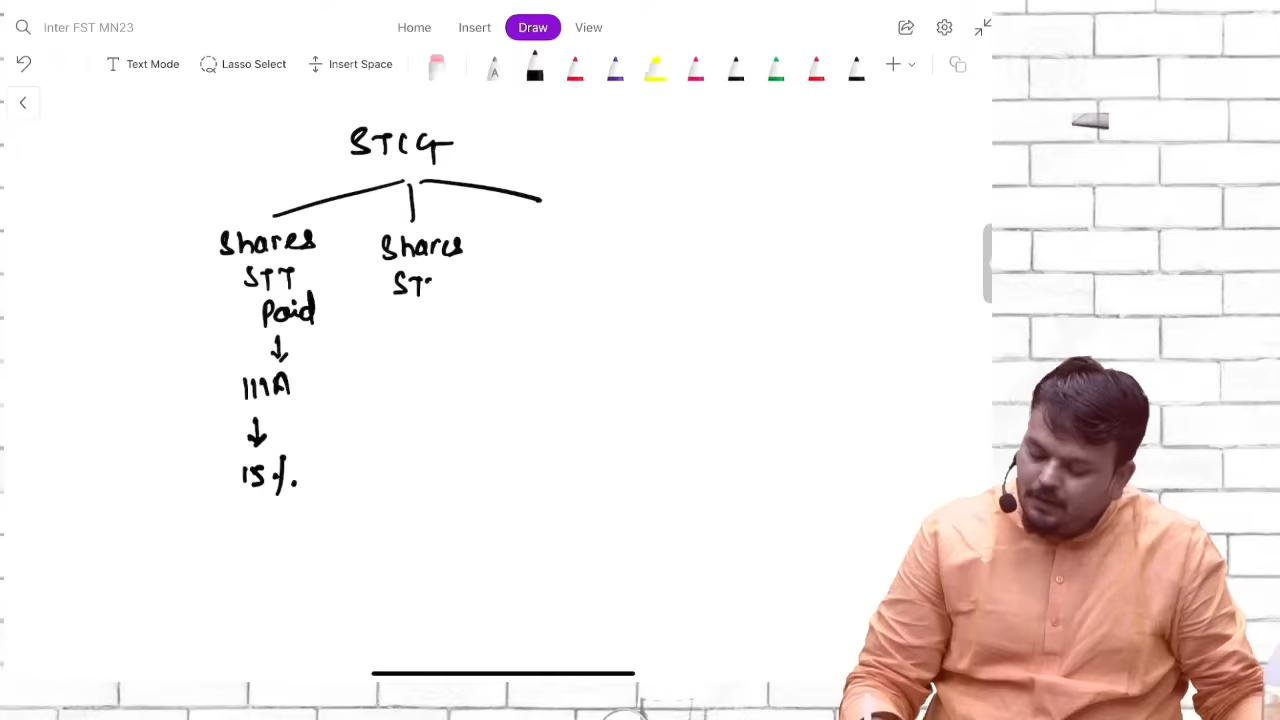 Inter FST MN23
Home Insert Draw View
Text Mode Lasso Select Insert Space
A
STCG
Shares Shares
STT ST
Paid
111A
15%